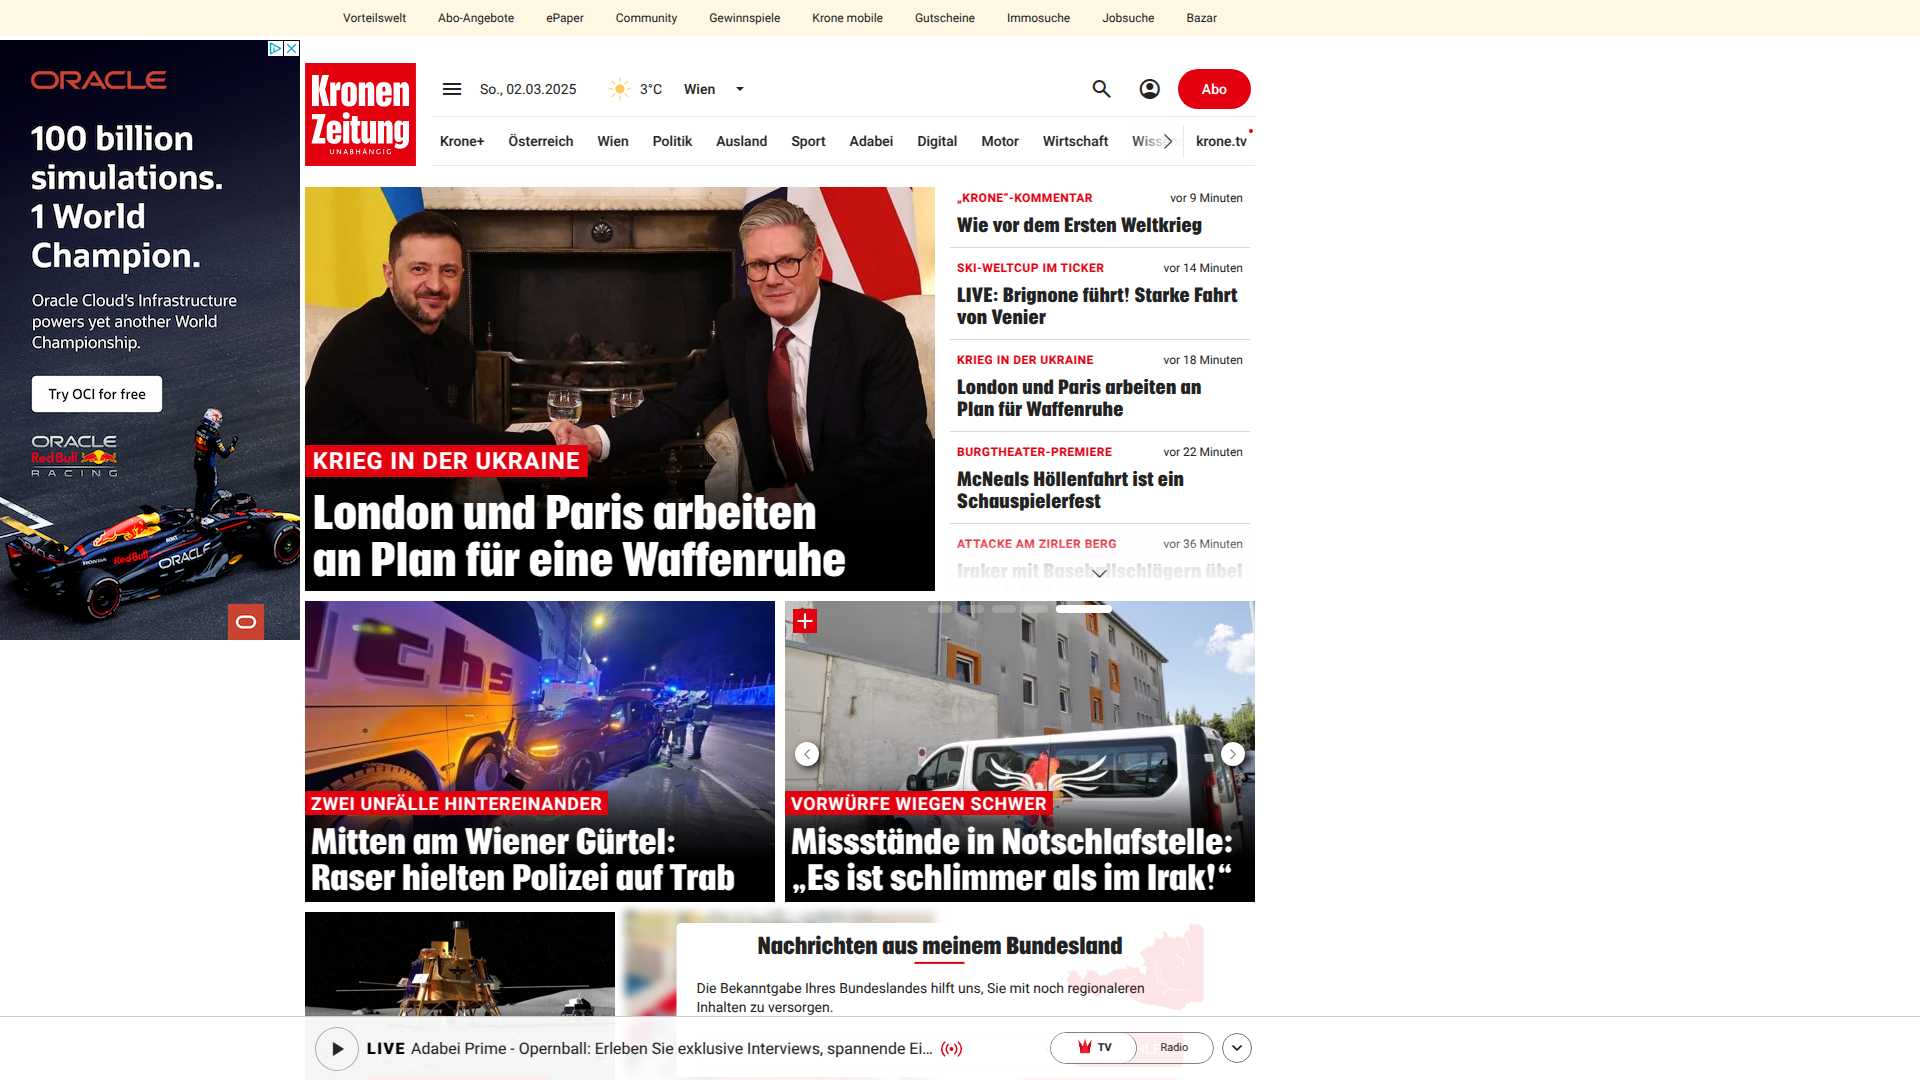 Vorteilswelt Abo-Angebote ePaper Community Gewinnspiele Krone mobile Gutscheine Immosuche Jobsuche Bazar
ORACLE
100 billion
simulations.
1 World
Champion.
Oracle Cloud's Infrastructure
powers yet another World
Championship.
Try OCI for free
ORACLE
Red Bull
RACING
Kronen
Zeitung
UNABHÄNGIG
So., 02.03.2025 3°C Wien
Abo
Krone+ Österreich Wien Politik Ausland Sport Adabei Digital Motor Wirtschaft krone.tv
KRIEG IN DER UKRAINE
London und Paris arbeiten
an Plan für eine Waffenruhe
„KRONE“-KOMMENTAR vor 9 Minuten
Wie vor dem Ersten Weltkrieg
SKI-WELTCUP IM TICKER vor 14 Minuten
LIVE: Brignone führt! Starke Fahrt
von Venier
KRIEG IN DER UKRAINE vor 18 Minuten
London und Paris arbeiten an
Plan für Waffenruhe
BURGTHEATER-PREMIERE vor 22 Minuten
McNeals Höllenfahrt ist ein
Schauspielerfest
ATTACKE AM ZIRLER BERG vor 36 Minuten
Iraker mit Baseballschlägern übel
ZWEI UNFÄLLE HINTEREINANDER
Mitten am Wiener Gürtel:
Raser hielten Polizei auf Trab
VORWÜRFE WIEGEN SCHWER
Missstände in Notschlafstelle:
„Es ist schlimmer als im Irak!“
Nachrichten aus meinem Bundesland
Die Bekanntgabe Ihres Bundeslandes hilft uns, Sie mit noch regionaleren
Inhalten zu versorgen.
LIVE Adabei Prime - Opernball: Erleben Sie exklusive Interviews, spannende Ei...
TV Radio